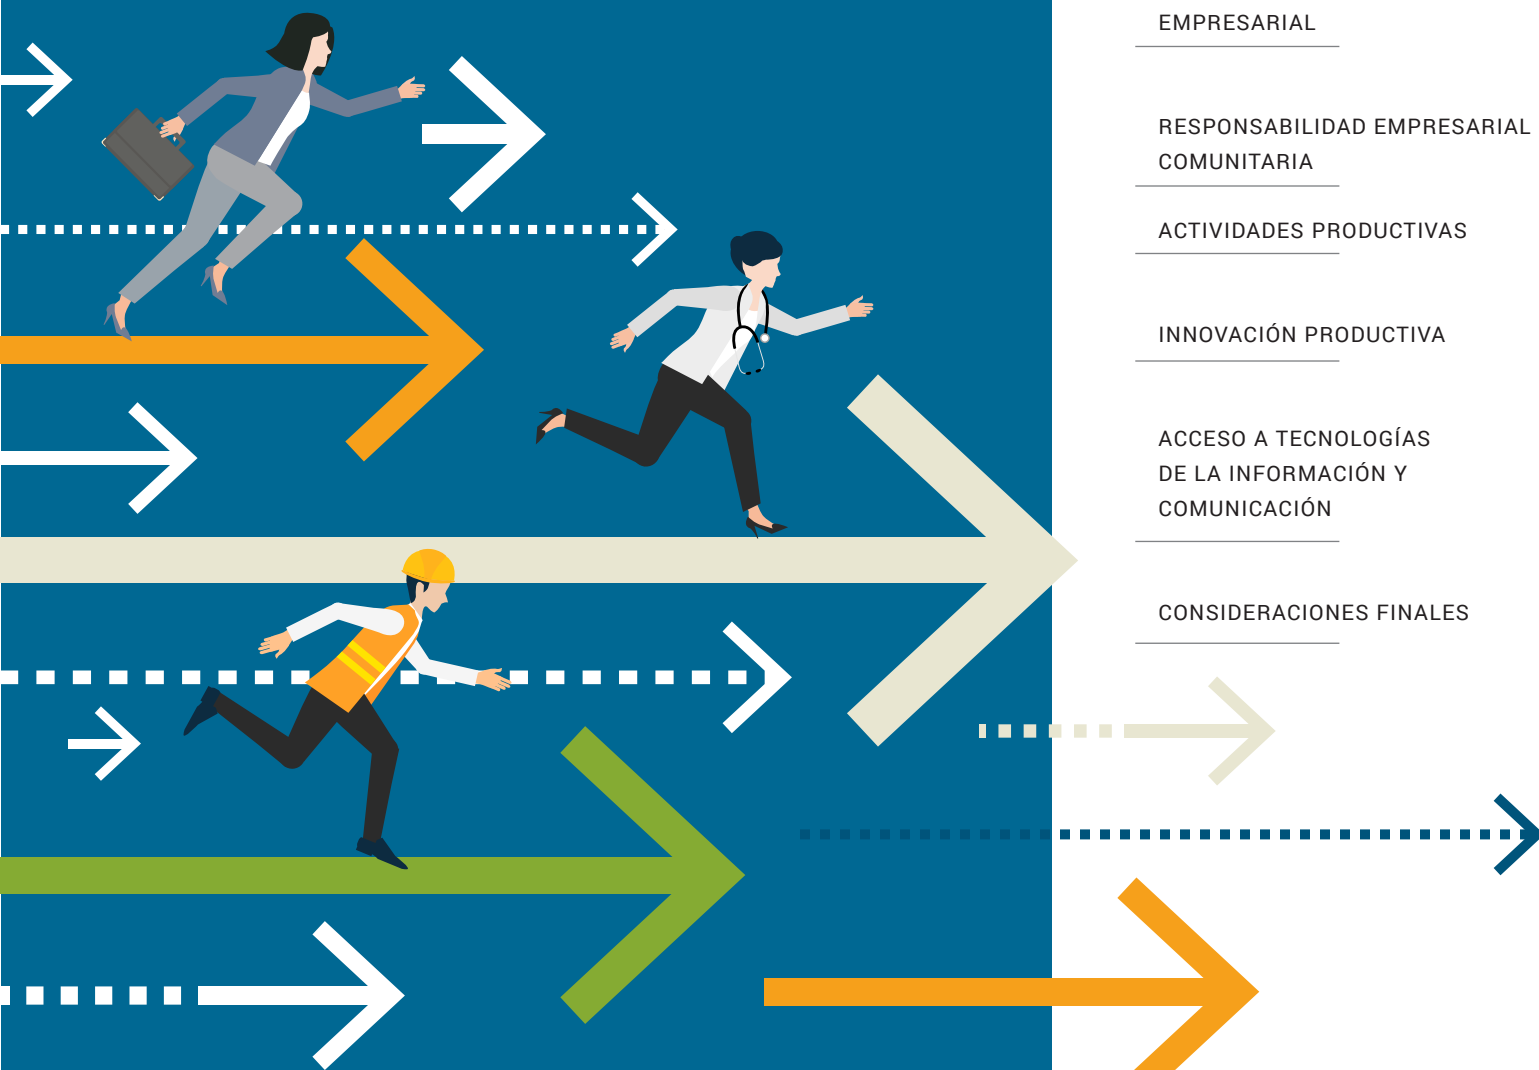 EMPRESARIAL
RESPONSABILIDAD EMPRESARIAL
COMUNITARIA
ACTIVIDADES PRODUCTIVAS
INNOVACIÓN PRODUCTIVA
ACCESO A TECNOLOGÍAS
DE LA INFORMACIÓN Y
COMUNICACIÓN
CONSIDERACIONES FINALES